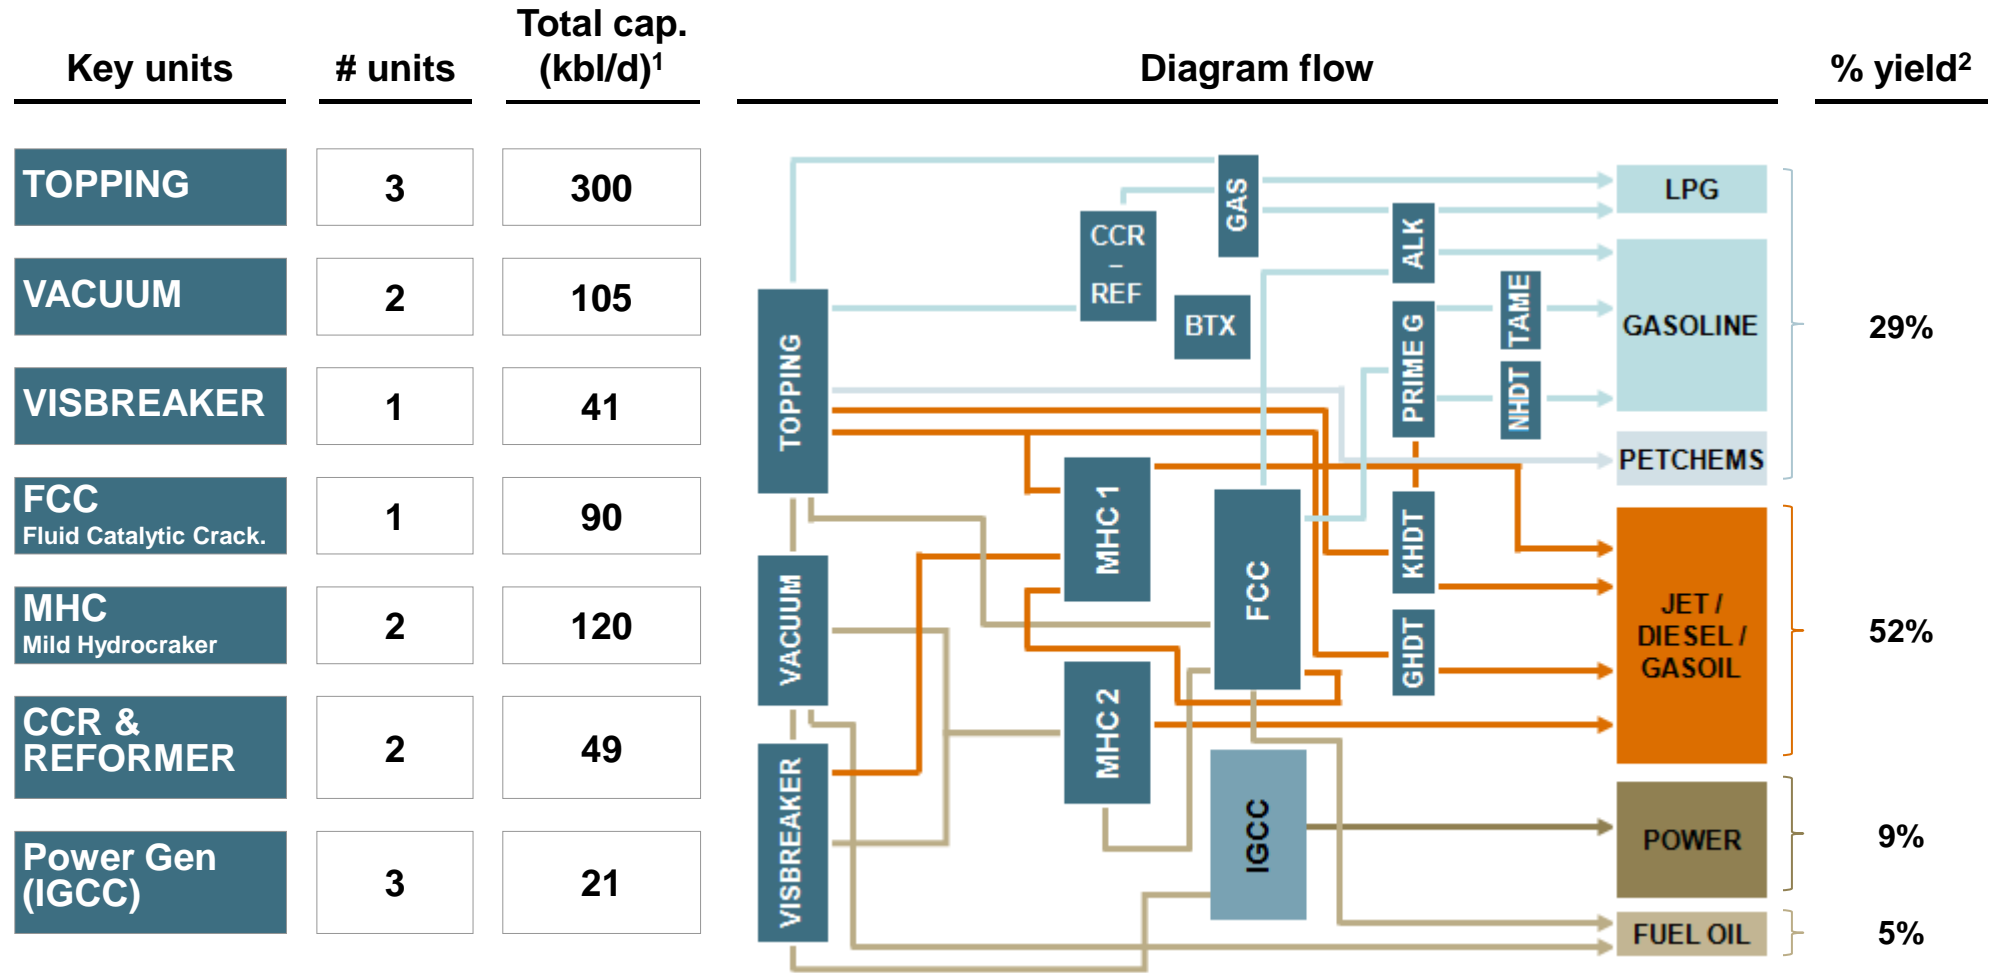 Key units
# units
Total cap.
(kbl/d)1
Diagram flow
% yield2
TOPPING
3
300
VACUUM
2
105
VISBREAKER
1
41
FCC
Fluid Catalytic Crack.
1
90
MHC
Mild Hydrocraker
2
120
CCR &
REFORMER
2
49
Power Gen
(IGCC)
3
21
TOPPING
VACUUM
VISBREAKER
CCR
–
REF
BTX
GAS
MHC 1
MHC 2
FCC
IGCC
ALK
PRIME G
TAME
NHDT
KHDT
GHDT
LPG
GASOLINE
PETCHEMS
JET /
DIESEL /
GASOIL
POWER
FUEL OIL
29%
52%
9%
5%